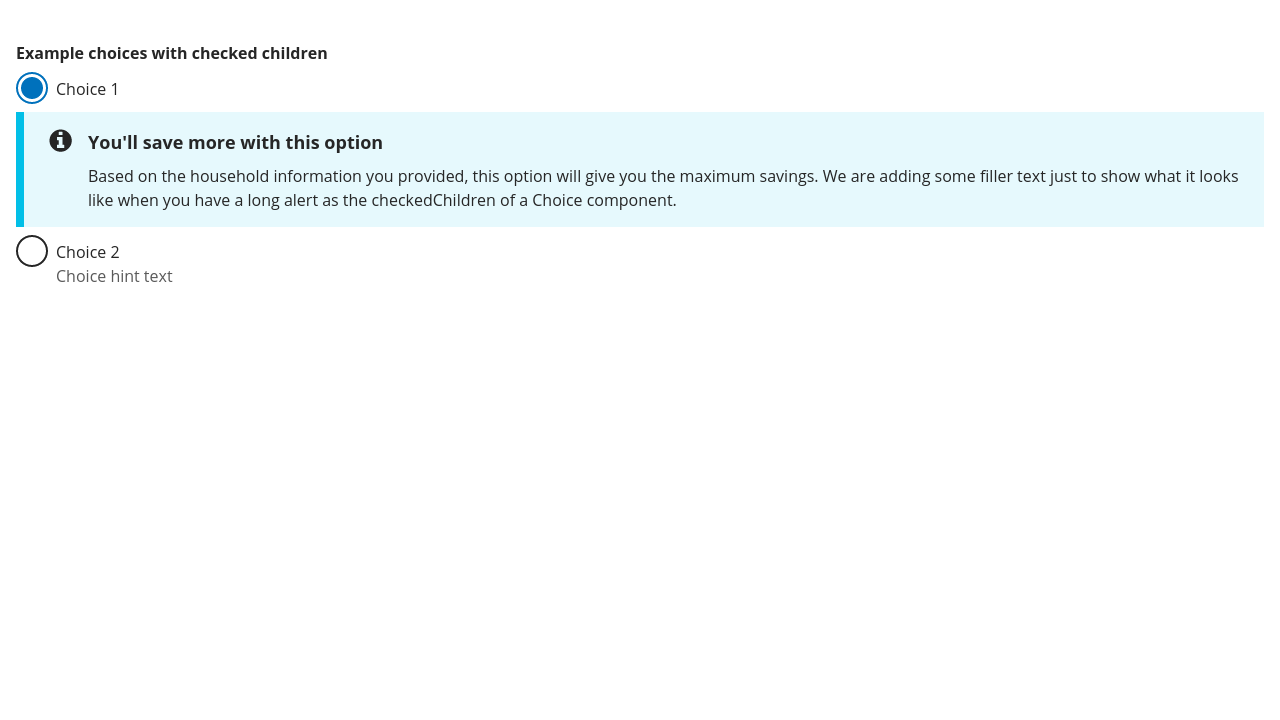 Example choices with checked children
Choice 1
You'll save more with this option
Based on the household information you provided, this option will give you the maximum savings. We are adding some filler text just to show what it looks
like when you have a long alert as the checkedChildren of a Choice component.
Choice 2
Choice hint text